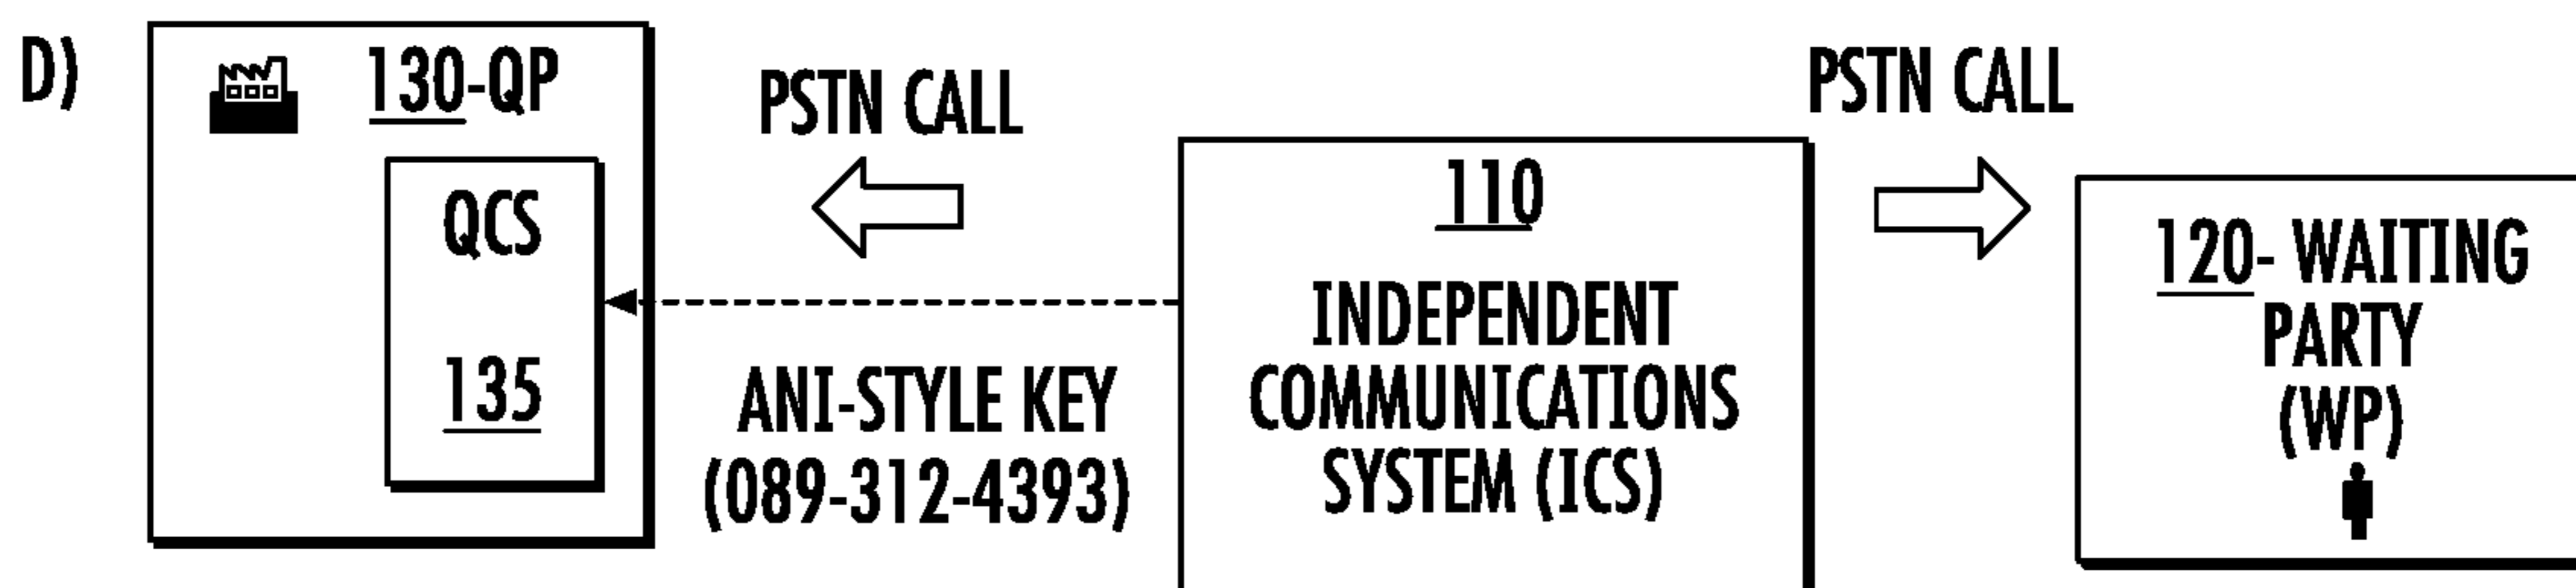 D)
130-QP
QCS
135
PSTN CALL
ANI-STYLE KEY
(089-312-4393)
110
INDEPENDENT
COMMUNICATIONS
SYSTEM (ICS)
PSTN CALL
120- WAITING
PARTY
(WP)